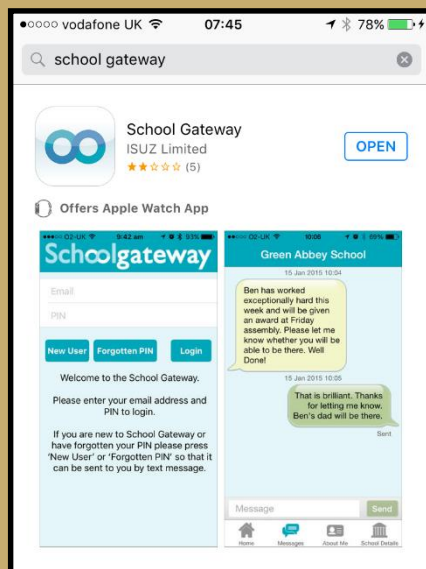 vodafone UK 07:45 78%
school gateway
School Gateway
ISUZ Limited
(5)
OPEN
Offers Apple Watch App
O2-UK 9:42 am 93%
Schoolgateway
Email
PIN
New User Forgotten PIN Login
Welcome to the School Gateway.
Please enter your email address and
PIN to login.
If you are new to School Gateway or
have forgotten your PIN please press
'New User' or 'Forgotten PIN' so that it
can be sent to you by text message.
O2-UK 10:06 69%
Green Abbey School
15 Jan 2015 10:04
Ben has worked
exceptionally hard this
week and will be given
an award at Friday
assembly. Please let me
know whether you will be
able to be there. Well
Done!
15 Jan 2015 10:05
That is brilliant. Thanks
for letting me know.
Ben's dad will be there.
Sent
Message Send
Home Messages About Me School Details